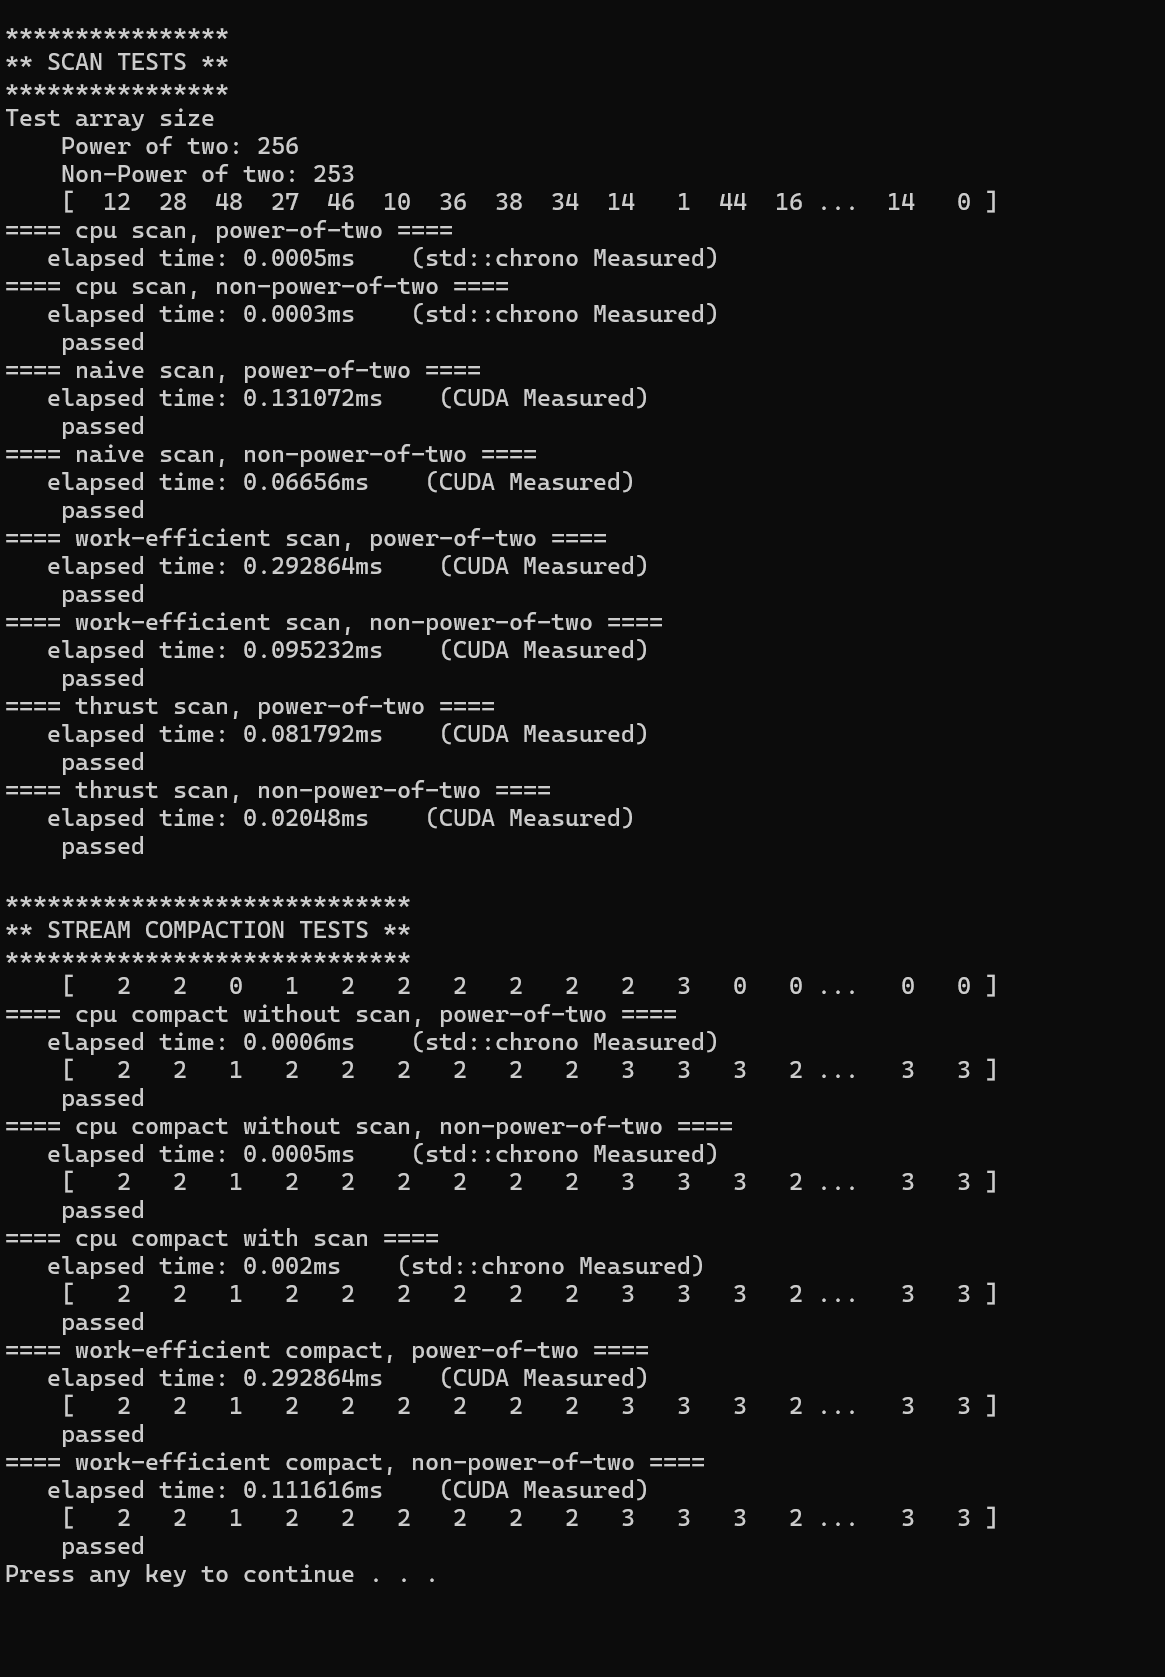 ****************
** SCAN TESTS **
****************
Test array size
    Power of two: 256
    Non-Power of two: 253
    [  12  28  48  27  46  10  36  38  34  14   1  44  16 ...  14   0 ]
==== cpu scan, power-of-two ====
   elapsed time: 0.0005ms    (std::chrono Measured)
==== cpu scan, non-power-of-two ====
   elapsed time: 0.0003ms    (std::chrono Measured)
    passed
==== naive scan, power-of-two ====
   elapsed time: 0.131072ms    (CUDA Measured)
    passed
==== naive scan, non-power-of-two ====
   elapsed time: 0.06656ms    (CUDA Measured)
    passed
==== work-efficient scan, power-of-two ====
   elapsed time: 0.292864ms    (CUDA Measured)
    passed
==== work-efficient scan, non-power-of-two ====
   elapsed time: 0.095232ms    (CUDA Measured)
    passed
==== thrust scan, power-of-two ====
   elapsed time: 0.081792ms    (CUDA Measured)
    passed
==== thrust scan, non-power-of-two ====
   elapsed time: 0.02048ms    (CUDA Measured)
    passed

*****************************
** STREAM COMPACTION TESTS **
*****************************
    [   2   2   0   1   2   2   2   2   2   2   3   0   0 ...   0   0 ]
==== cpu compact without scan, power-of-two ====
   elapsed time: 0.0006ms    (std::chrono Measured)
    [   2   2   1   2   2   2   2   2   2   3   3   3   2 ...   3   3 ]
    passed
==== cpu compact without scan, non-power-of-two ====
   elapsed time: 0.0005ms    (std::chrono Measured)
    [   2   2   1   2   2   2   2   2   2   3   3   3   2 ...   3   3 ]
    passed
==== cpu compact with scan ====
   elapsed time: 0.002ms    (std::chrono Measured)
    [   2   2   1   2   2   2   2   2   2   3   3   3   2 ...   3   3 ]
    passed
==== work-efficient compact, power-of-two ====
   elapsed time: 0.292864ms    (CUDA Measured)
    [   2   2   1   2   2   2   2   2   2   3   3   3   2 ...   3   3 ]
    passed
==== work-efficient compact, non-power-of-two ====
   elapsed time: 0.111616ms    (CUDA Measured)
    [   2   2   1   2   2   2   2   2   2   3   3   3   2 ...   3   3 ]
    passed
Press any key to continue . . .